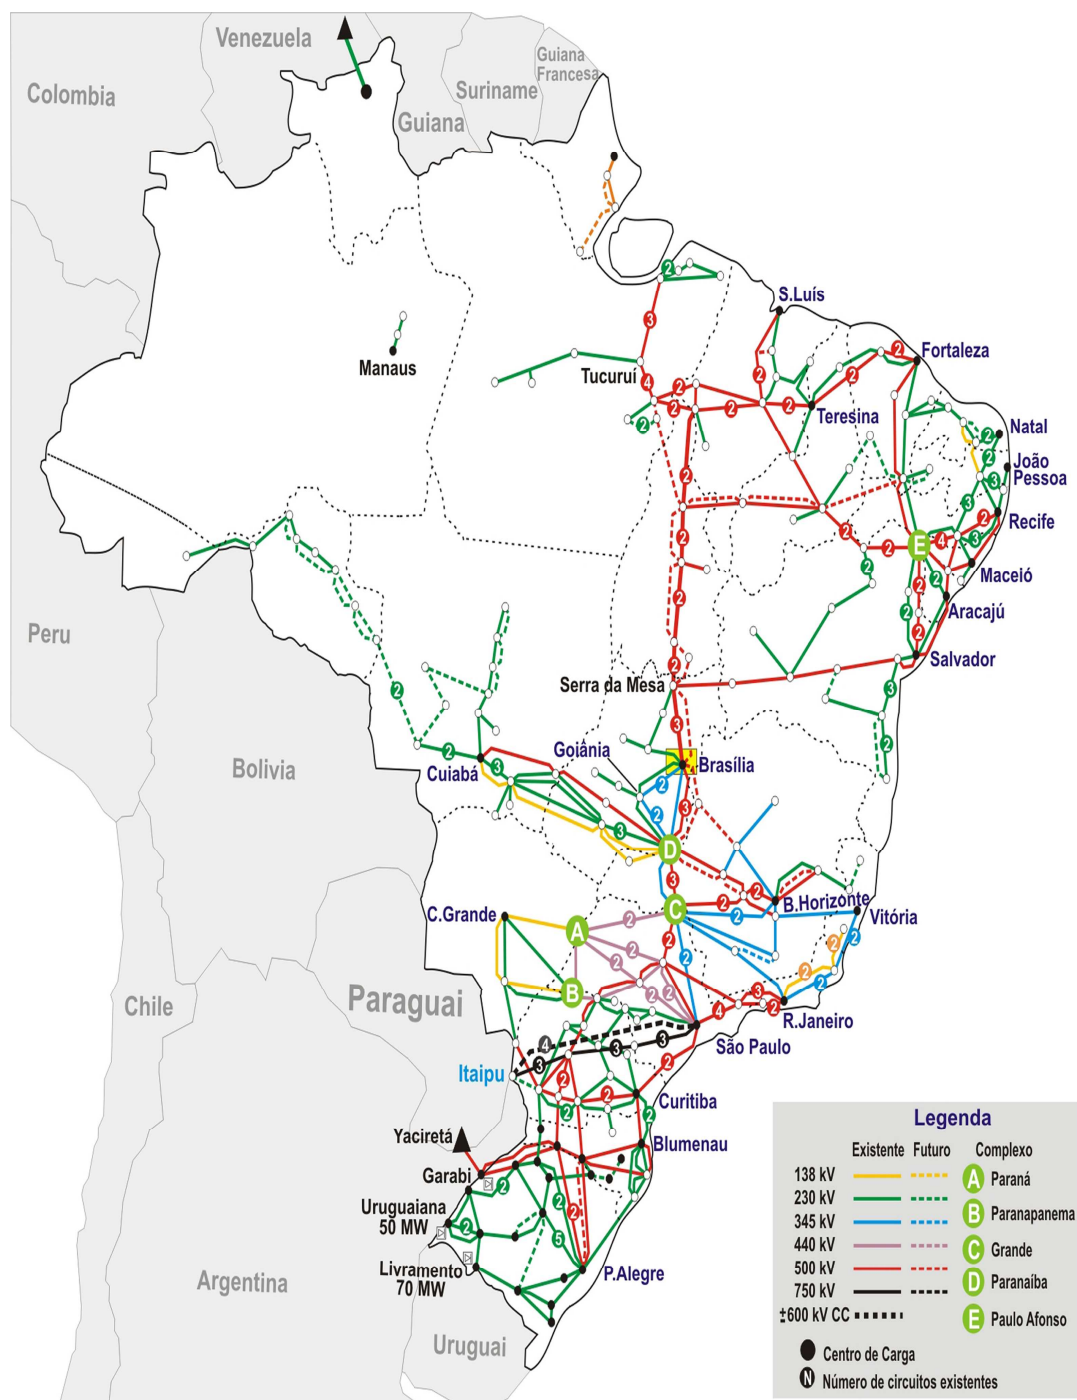 Venezuela
Colombia
Guiana
Suriname
Guiana
Francesa
S.Luís
Fortaleza
Manaus
Tucuruí
Teresina
Natal
João
Pessoa
Recife
E
Maceió
Aracajú
Peru
Salvador
Serra da Mesa
Goiânia
Brasília
Cuiabá
Bolivia
D
C
B.Horizonte
Vitória
C.Grande
A
B
Paraguai
Chile
R.Janeiro
São Paulo
Itaipu
Curitiba
Yaciretá
Blumenau
Garabi
Uruguaiana
50 MW
Livramento
70 MW
P.Alegre
Argentina
Uruguai
Legenda
Existente Futuro Complexo
138 kV A Paraná
230 kV B Paranapanema
345 kV
440 kV C Grande
500 kV D Paranaíba
750 kV
±600 kV CC E Paulo Afonso
Centro de Carga
N Número de circuitos existentes